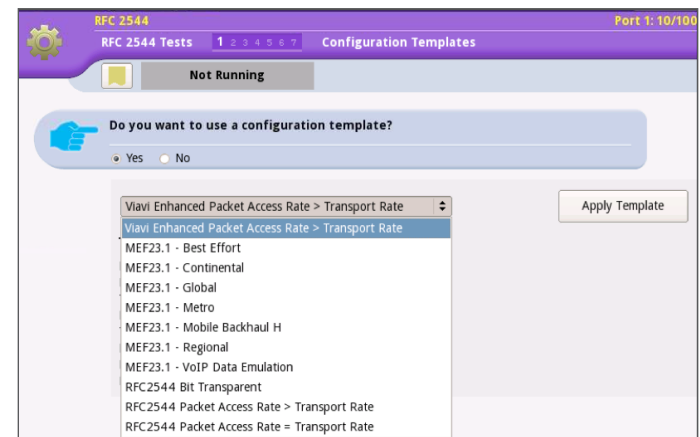 RFC 2544
Port 1: 10/100
RFC 2544 Tests 1 2 3 4 5 6 7 Configuration Templates
Not Running
Do you want to use a configuration template?
Yes No
Viavi Enhanced Packet Access Rate > Transport Rate
Apply Template
Viavi Enhanced Packet Access Rate > Transport Rate
MEF23.1 - Best Effort
MEF23.1 - Continental
MEF23.1 - Global
MEF23.1 - Metro
MEF23.1 - Mobile Backhaul H
MEF23.1 - Regional
MEF23.1 - VoIP Data Emulation
RFC2544 Bit Transparent
RFC2544 Packet Access Rate > Transport Rate
RFC2544 Packet Access Rate = Transport Rate